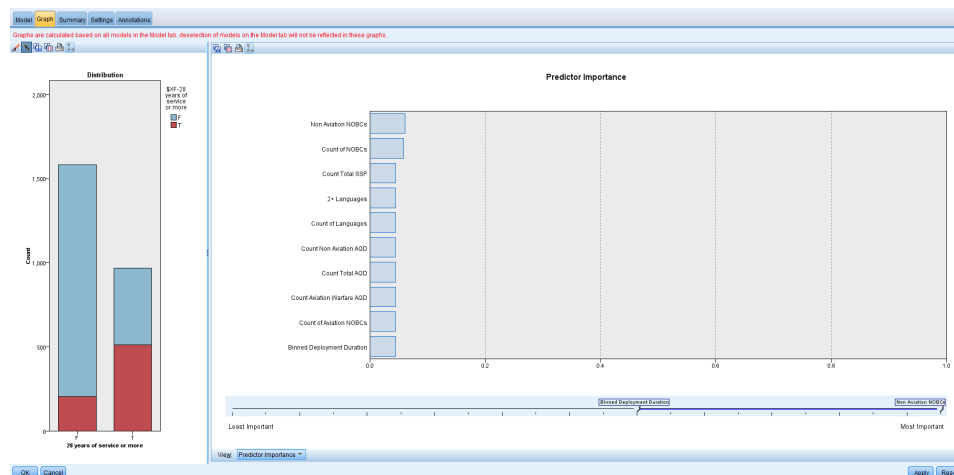 Model Graph Summary Settings Annotations
Graphs are calculated based on all models in the Model tab, deselection of models on the Model tab will not be reflected in these graphs.
Distribution
$XF-28
years of
service
or more
F
T
2,000
1,500
1,000
500
0
Count
F T
28 years of service or more
Predictor Importance
Non Aviation NOBCs
Count of NOBCs
Count Total SSP
2+ Languages
Count of Languages
Count Non Aviation AQD
Count Total AQD
Count Aviation Warfare AQD
Count of Aviation NOBCs
Binned Deployment Duration
0.0 0.2 0.4 0.6 0.8 1.0
Binned Deployment Duration Non Aviation NOBCs
Least Important Most Important
View: Predictor Importance
OK Cancel Apply Rese